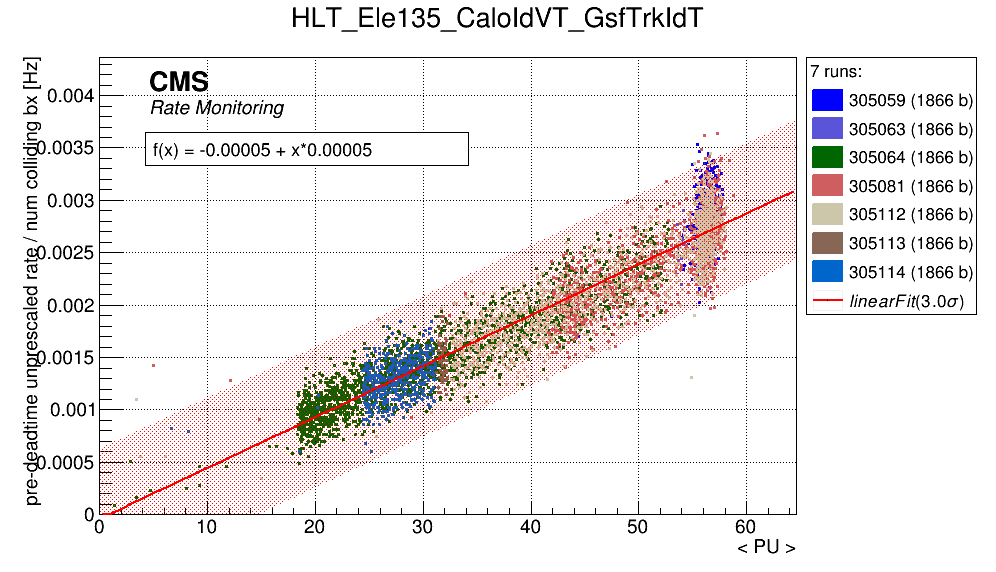 HLT_Ele135_CaloIdVT_GsfTrkIdT
pre-deadtime unprescaled rate / num colliding bx [Hz]
CMS
Rate Monitoring
f(x) = -0.00005 + x*0.00005
0.004
0.0035
0.003
0.0025
0.002
0.0015
0.001
0.0005
0
0 10 20 30 40 50 60
< PU >
7 runs:
305059 (1866 b)
305063 (1866 b)
305064 (1866 b)
305081 (1866 b)
305112 (1866 b)
305113 (1866 b)
305114 (1866 b)
linearFit(3.0σ)